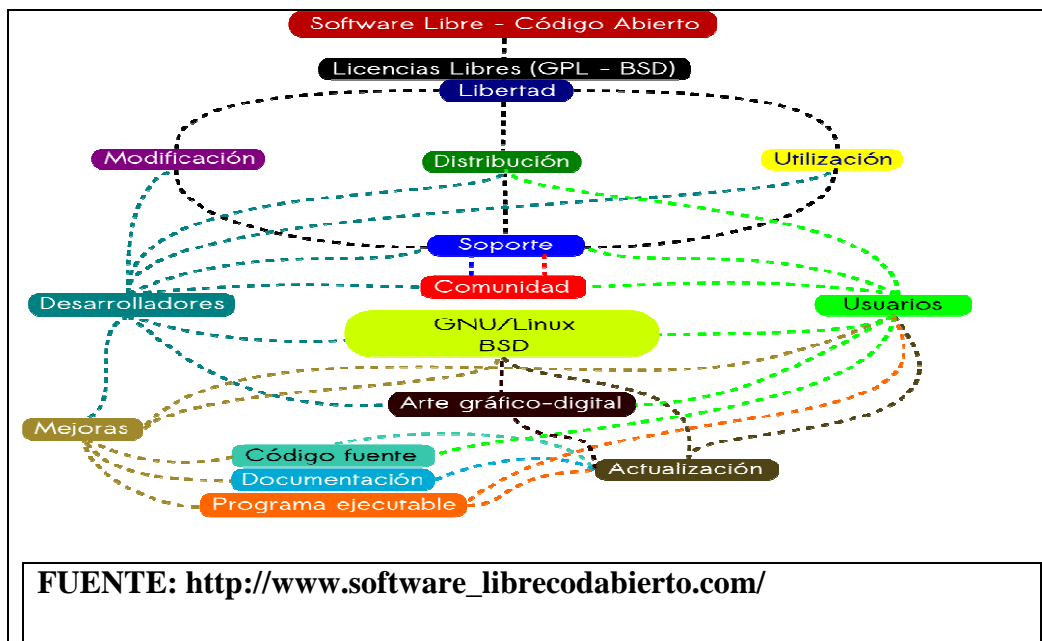 Software Libre - Código Abierto
Licencias Libres (GPL - BSD)
Libertad
Modificación
Distribución
Utilización
Soporte
Comunidad
Desarrolladores
Usuarios
GNU/Linux
BSD
Arte gráfico-digital
Mejoras
Código fuente
Actualización
Documentación
Programa ejecutable
FUENTE: http://www.software_librecodabierto.com/